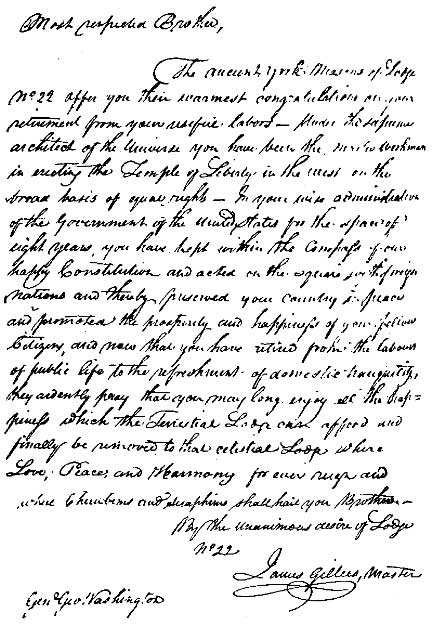 Most respected Brother,
The ancient York Masons of Lodge
No 22 offer you their warmest congratulations on your
retirement from your useful labors — Under the supreme
architect of the Universe you have been the master workman
in erecting the Temple of Liberty in the west on the
broad basis of equal rights — In your wise administration
of the Government of the United States for the space of
eight years, you have kept within the Compass of our
happy Constitution and acted on the square with foreign
nations and thereby preserved your country in peace
and promoted the prosperity and happiness of your fellow
Citizens, and now that you have retired from the labours
of public life to the refreshment of domestic tranquility,
they ardently pray that you may long enjoy all the hap=
piness which the Terrestial Lodge can afford and
finally be removed to that celestial Lodge where
Love, Peace, and Harmony for ever reign and
where Cherubims and seraphims shall hail you Brother —
By the unanimous desire of Lodge
No 22
James Gillies, Master
Genl Geo. Washington